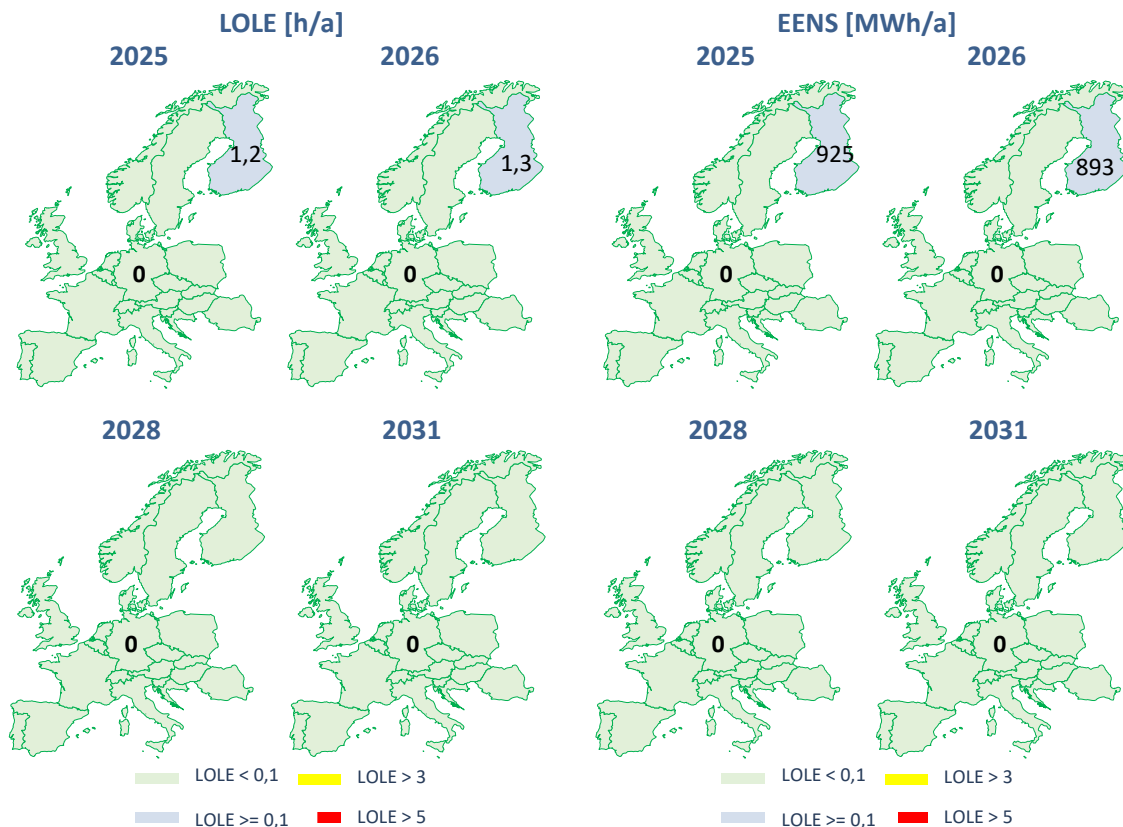 LOLE [h/a]
EENS [MWh/a]
2025
2026
2025
2026
1,2
1,3
925
893
0
0
0
0
2028
2031
2028
2031
0
0
0
0
LOLE < 0,1
LOLE > 3
LOLE < 0,1
LOLE > 3
LOLE >= 0,1
LOLE > 5
LOLE >= 0,1
LOLE > 5